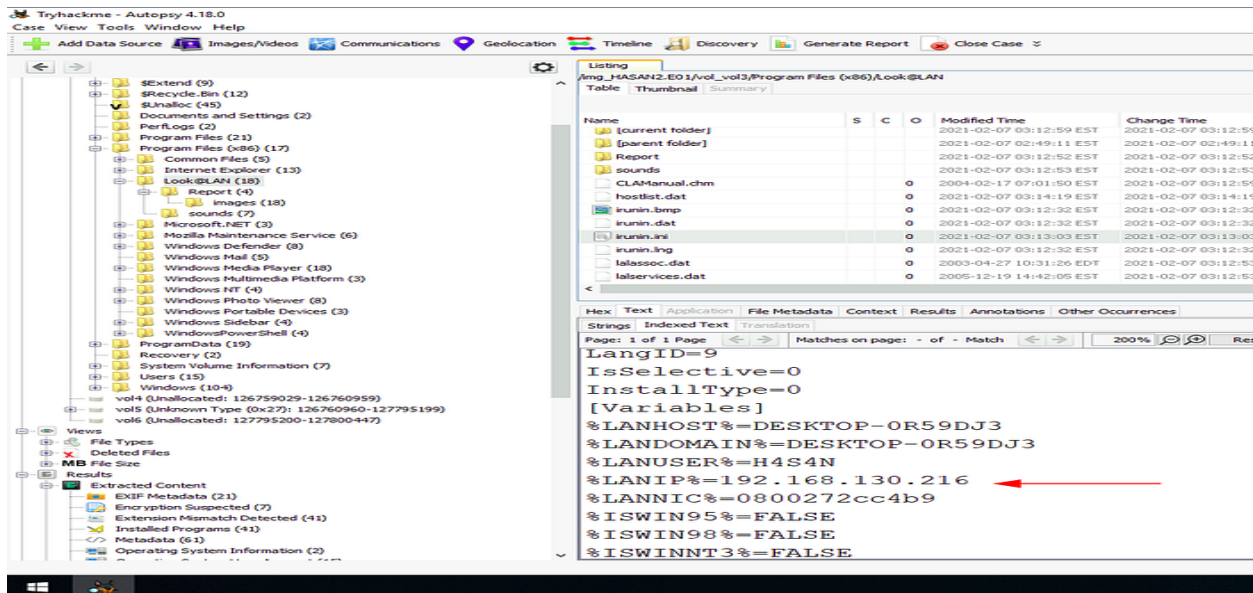 Tryhackme - Autopsy 4.18.0
Case View Tools Window Help
Add Data Source Images/Videos Communications Geolocation Timeline Discovery Generate Report Close Case
$Extend (9)
$Recycle.Bin (12)
$Unalloc (45)
Documents and Settings (2)
PerfLogs (2)
Program Files (21)
Program Files (x86) (17)
Common Files (5)
Internet Explorer (13)
Look@LAN (18)
Report (4)
images (18)
sounds (7)
Microsoft.NET (3)
Mozilla Maintenance Service (6)
Windows Defender (8)
Windows Mail (5)
Windows Media Player (18)
Windows Multimedia Platform (3)
Windows NT (4)
Windows Photo Viewer (8)
Windows Portable Devices (3)
Windows Sidebar (4)
WindowsPowerShell (4)
ProgramData (19)
Recovery (2)
System Volume Information (7)
Users (15)
Windows (104)
vol4 (Unallocated: 126759029-126760959)
vol5 (Unknown Type (0x27): 126760960-127795199)
vol6 (Unallocated: 127795200-127800447)
Views
File Types
Deleted Files
MB File Size
Results
Extracted Content
EXIF Metadata (21)
Encryption Suspected (7)
Extension Mismatch Detected (41)
Installed Programs (41)
Metadata (61)
Operating System Information (2)
Listing
/img_HASAN2.E01/vol_vol3/Program Files (x86)/Look@LAN
Table Thumbnail Summary
Name S C O Modified Time Change Time
[current folder] 2021-02-07 03:12:59 EST 2021-02-07 03:12:59
[parent folder] 2021-02-07 02:49:11 EST 2021-02-07 02:49:11
Report 2021-02-07 03:12:52 EST 2021-02-07 03:12:52
sounds 2021-02-07 03:12:53 EST 2021-02-07 03:12:53
CLAManual.chm 0 2004-02-17 07:01:50 EST 2021-02-07 03:12:59
hostlist.dat 0 2021-02-07 03:14:19 EST 2021-02-07 03:14:19
irunin.bmp 0 2021-02-07 03:12:32 EST 2021-02-07 03:12:32
irunin.dat 0 2021-02-07 03:12:32 EST 2021-02-07 03:12:32
irunin.ini 0 2021-02-07 03:13:03 EST 2021-02-07 03:13:03
irunin.lng 0 2021-02-07 03:12:32 EST 2021-02-07 03:12:32
lalassoc.dat 0 2003-04-27 10:31:26 EDT 2021-02-07 03:12:53
lalservices.dat 0 2005-12-19 14:42:05 EST 2021-02-07 03:12:53
Hex Text Application File Metadata Context Results Annotations Other Occurrences
Strings Indexed Text Translation
Page: 1 of 1 Page Matches on page: - of - Match 200% Res
LangID=9
IsSelective=0
InstallType=0
[Variables]
%LANHOST%=DESKTOP-0R59DJ3
%LANDOMAIN%=DESKTOP-0R59DJ3
%LANUSER%=H4S4N
%LANIP%=192.168.130.216
%LANNIC%=0800272cc4b9
%ISWIN95%=FALSE
%ISWIN98%=FALSE
%ISWINNT3%=FALSE